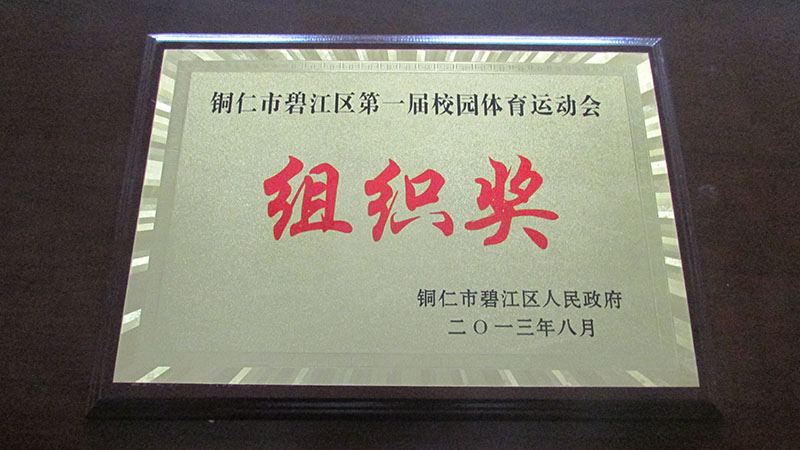 铜仁市碧江区第一届校园体育运动会
组织奖
铜仁市碧江区人民政府
二〇一三年八月